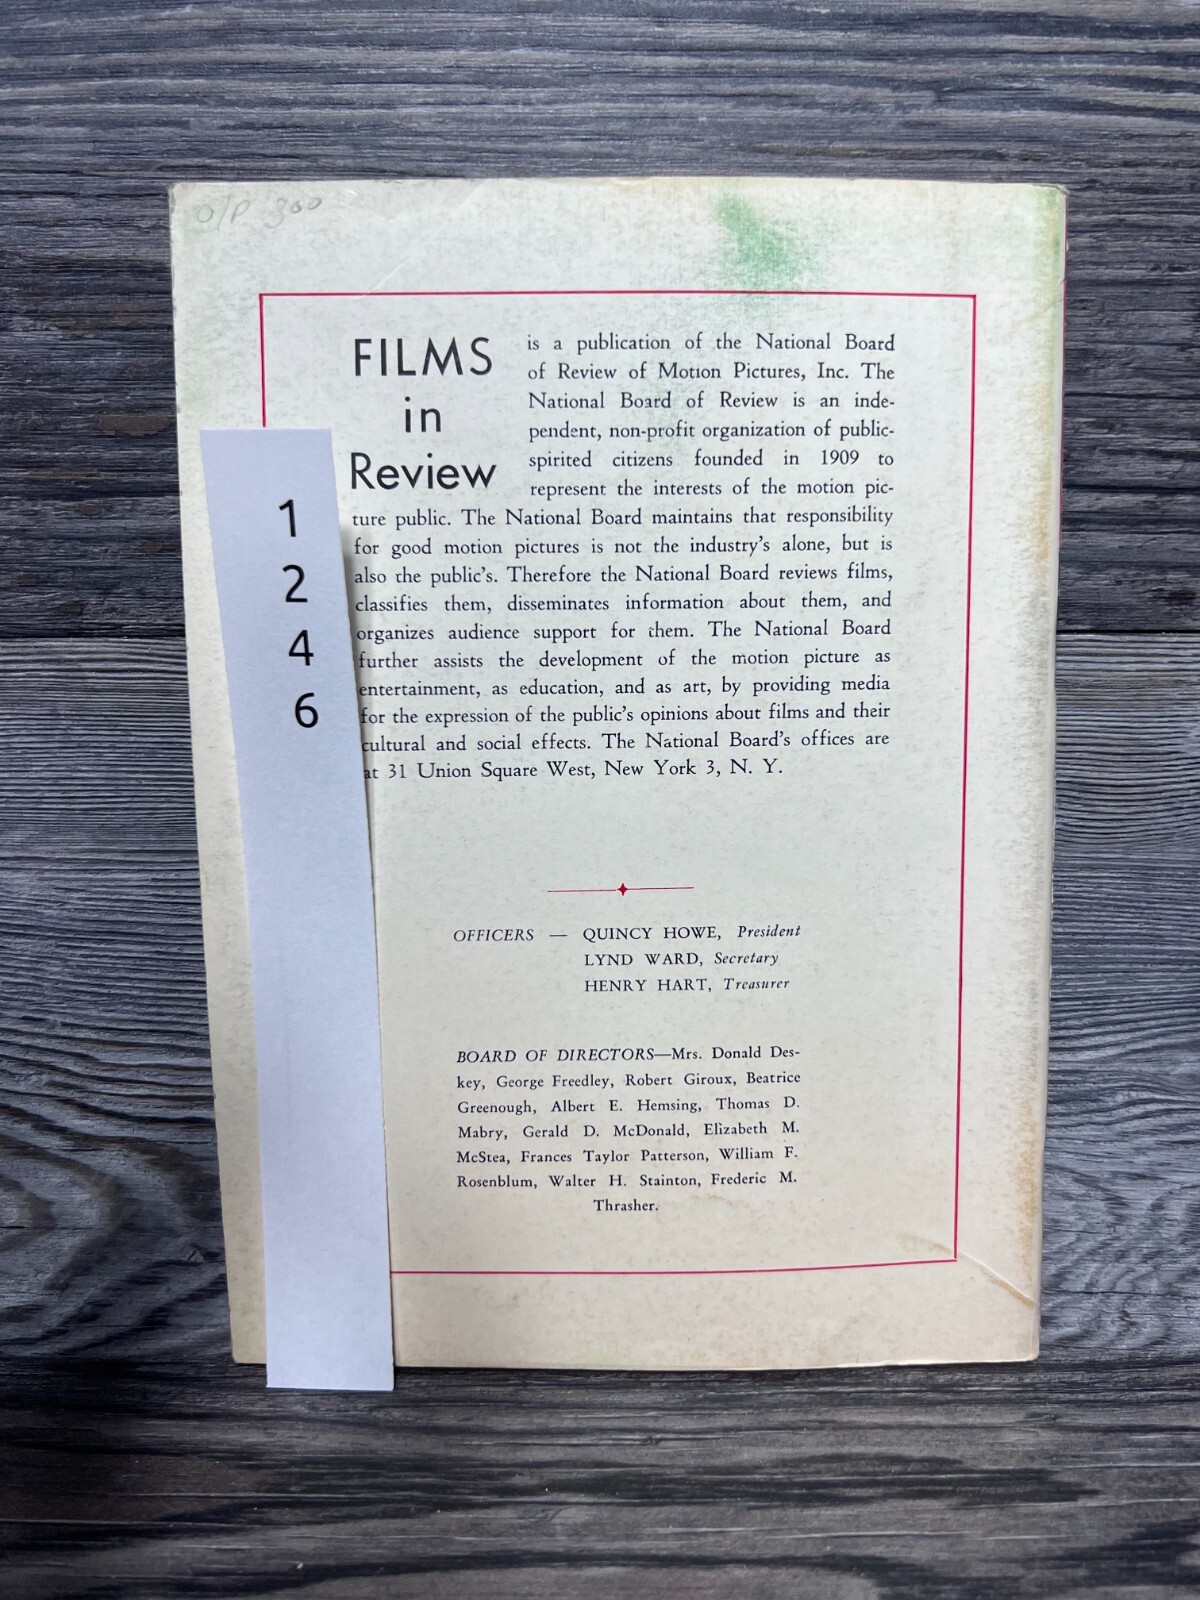 O/P 300
FILMS
in
Review
is a publication of the National Board
of Review of Motion Pictures, Inc. The
National Board of Review is an inde-
pendent, non-profit organization of public-
spirited citizens founded in 1909 to
represent the interests of the motion pic-
ture public. The National Board maintains that responsibility
for good motion pictures is not the industry's alone, but is
also the public's. Therefore the National Board reviews films,
classifies them, disseminates information about them, and
organizes audience support for them. The National Board
further assists the development of the motion picture as
entertainment, as education, and as art, by providing media
for the expression of the public's opinions about films and their
cultural and social effects. The National Board's offices are
at 31 Union Square West, New York 3, N. Y.
1
2
4
6
OFFICERS — QUINCY HOWE, President
LYND WARD, Secretary
HENRY HART, Treasurer
BOARD OF DIRECTORS—Mrs. Donald Des-
key, George Freedley, Robert Giroux, Beatrice
Greenough, Albert E. Hemsing, Thomas D.
Mabry, Gerald D. McDonald, Elizabeth M.
McStea, Frances Taylor Patterson, William F.
Rosenblum, Walter H. Stainton, Frederic M.
Thrasher.